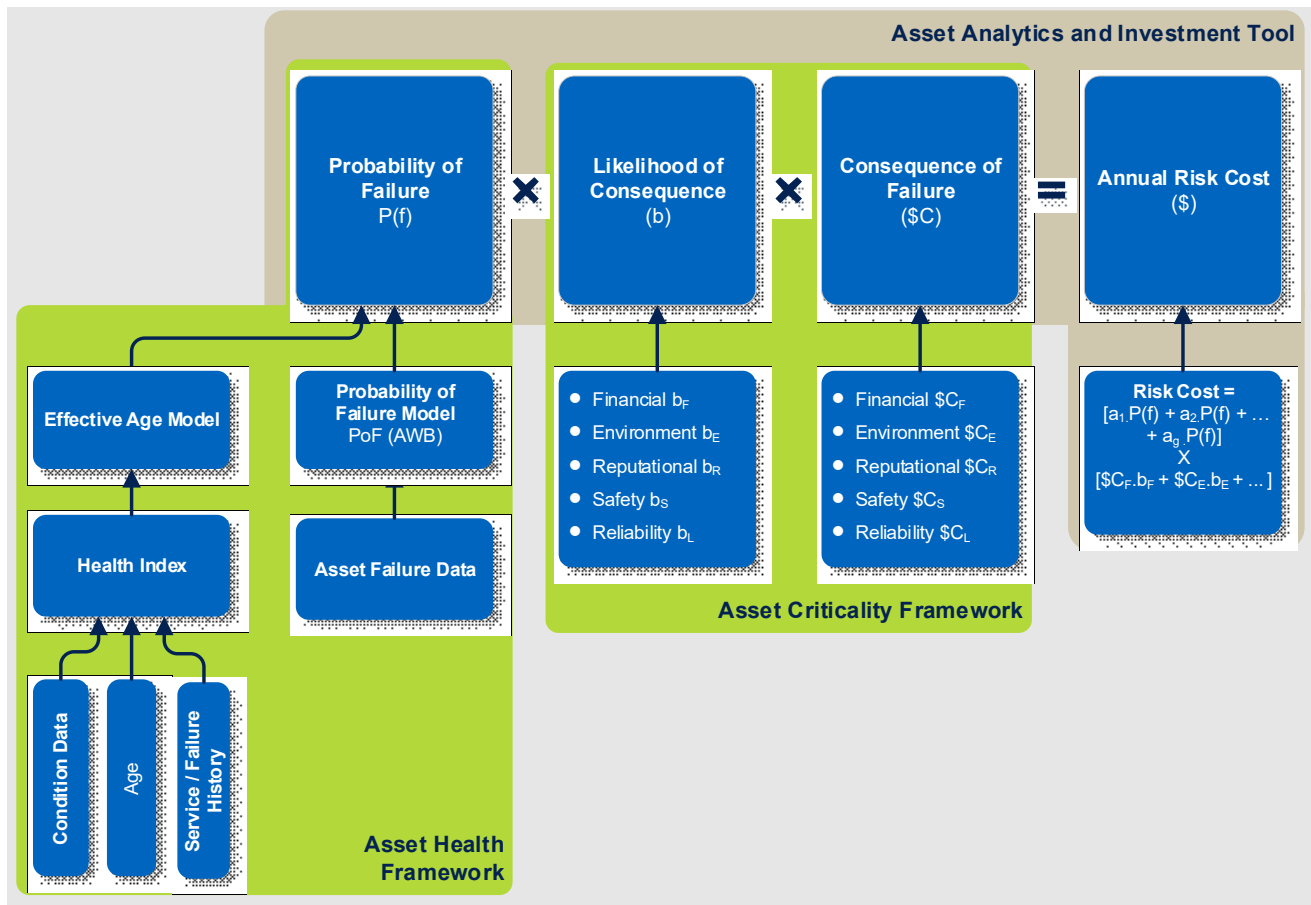 Asset Analytics and Investment Tool
Probability of
Failure
P(f)
Likelihood of
Consequence
(b)
Consequence of
Failure
($C)
Annual Risk Cost
($)
Effective Age Model
Probability of
Failure Model
PoF (AWB)
Financial bF
Environment bE
Reputational bR
Safety bS
Reliability bL
Financial $CF
Environment $CE
Reputational $CR
Safety $CS
Reliability $CL
Risk Cost =
[a1.P(f) + a2.P(f) + …
+ ag.P(f)]
X
[$CF.bF + $CE.bE + … ]
Health Index
Asset Failure Data
Asset Criticality Framework
Condition Data
Age
Service / Failure
History
Asset Health
Framework